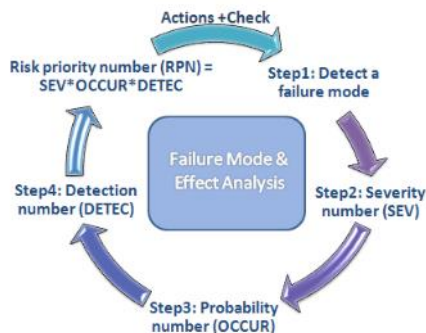 Actions +Check
Step1: Detect a
failure mode
Step2: Severity
number (SEV)
Step3: Probability
number (OCCUR)
Step4: Detection
number (DETEC)
Risk priority number (RPN) =
SEV*OCCUR*DETEC
Failure Mode &
Effect Analysis